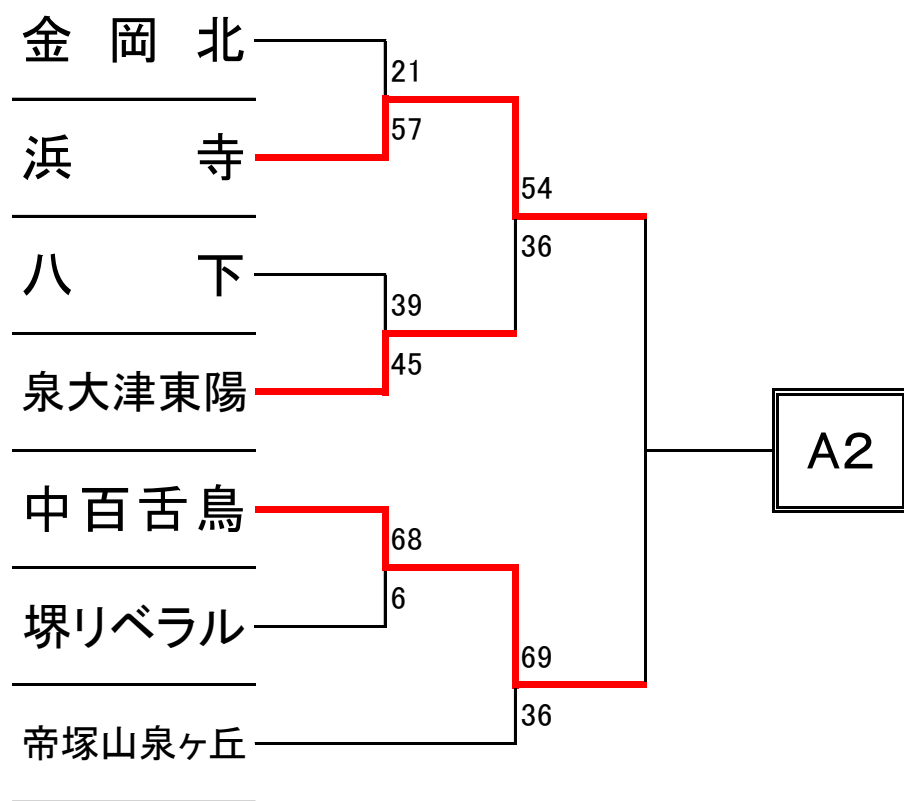 金岡北
21
57
浜寺
54
36
八下
39
45
泉大津東陽
A2
中百舌鳥
68
6
堺リベラル
69
36
帝塚山泉ヶ丘